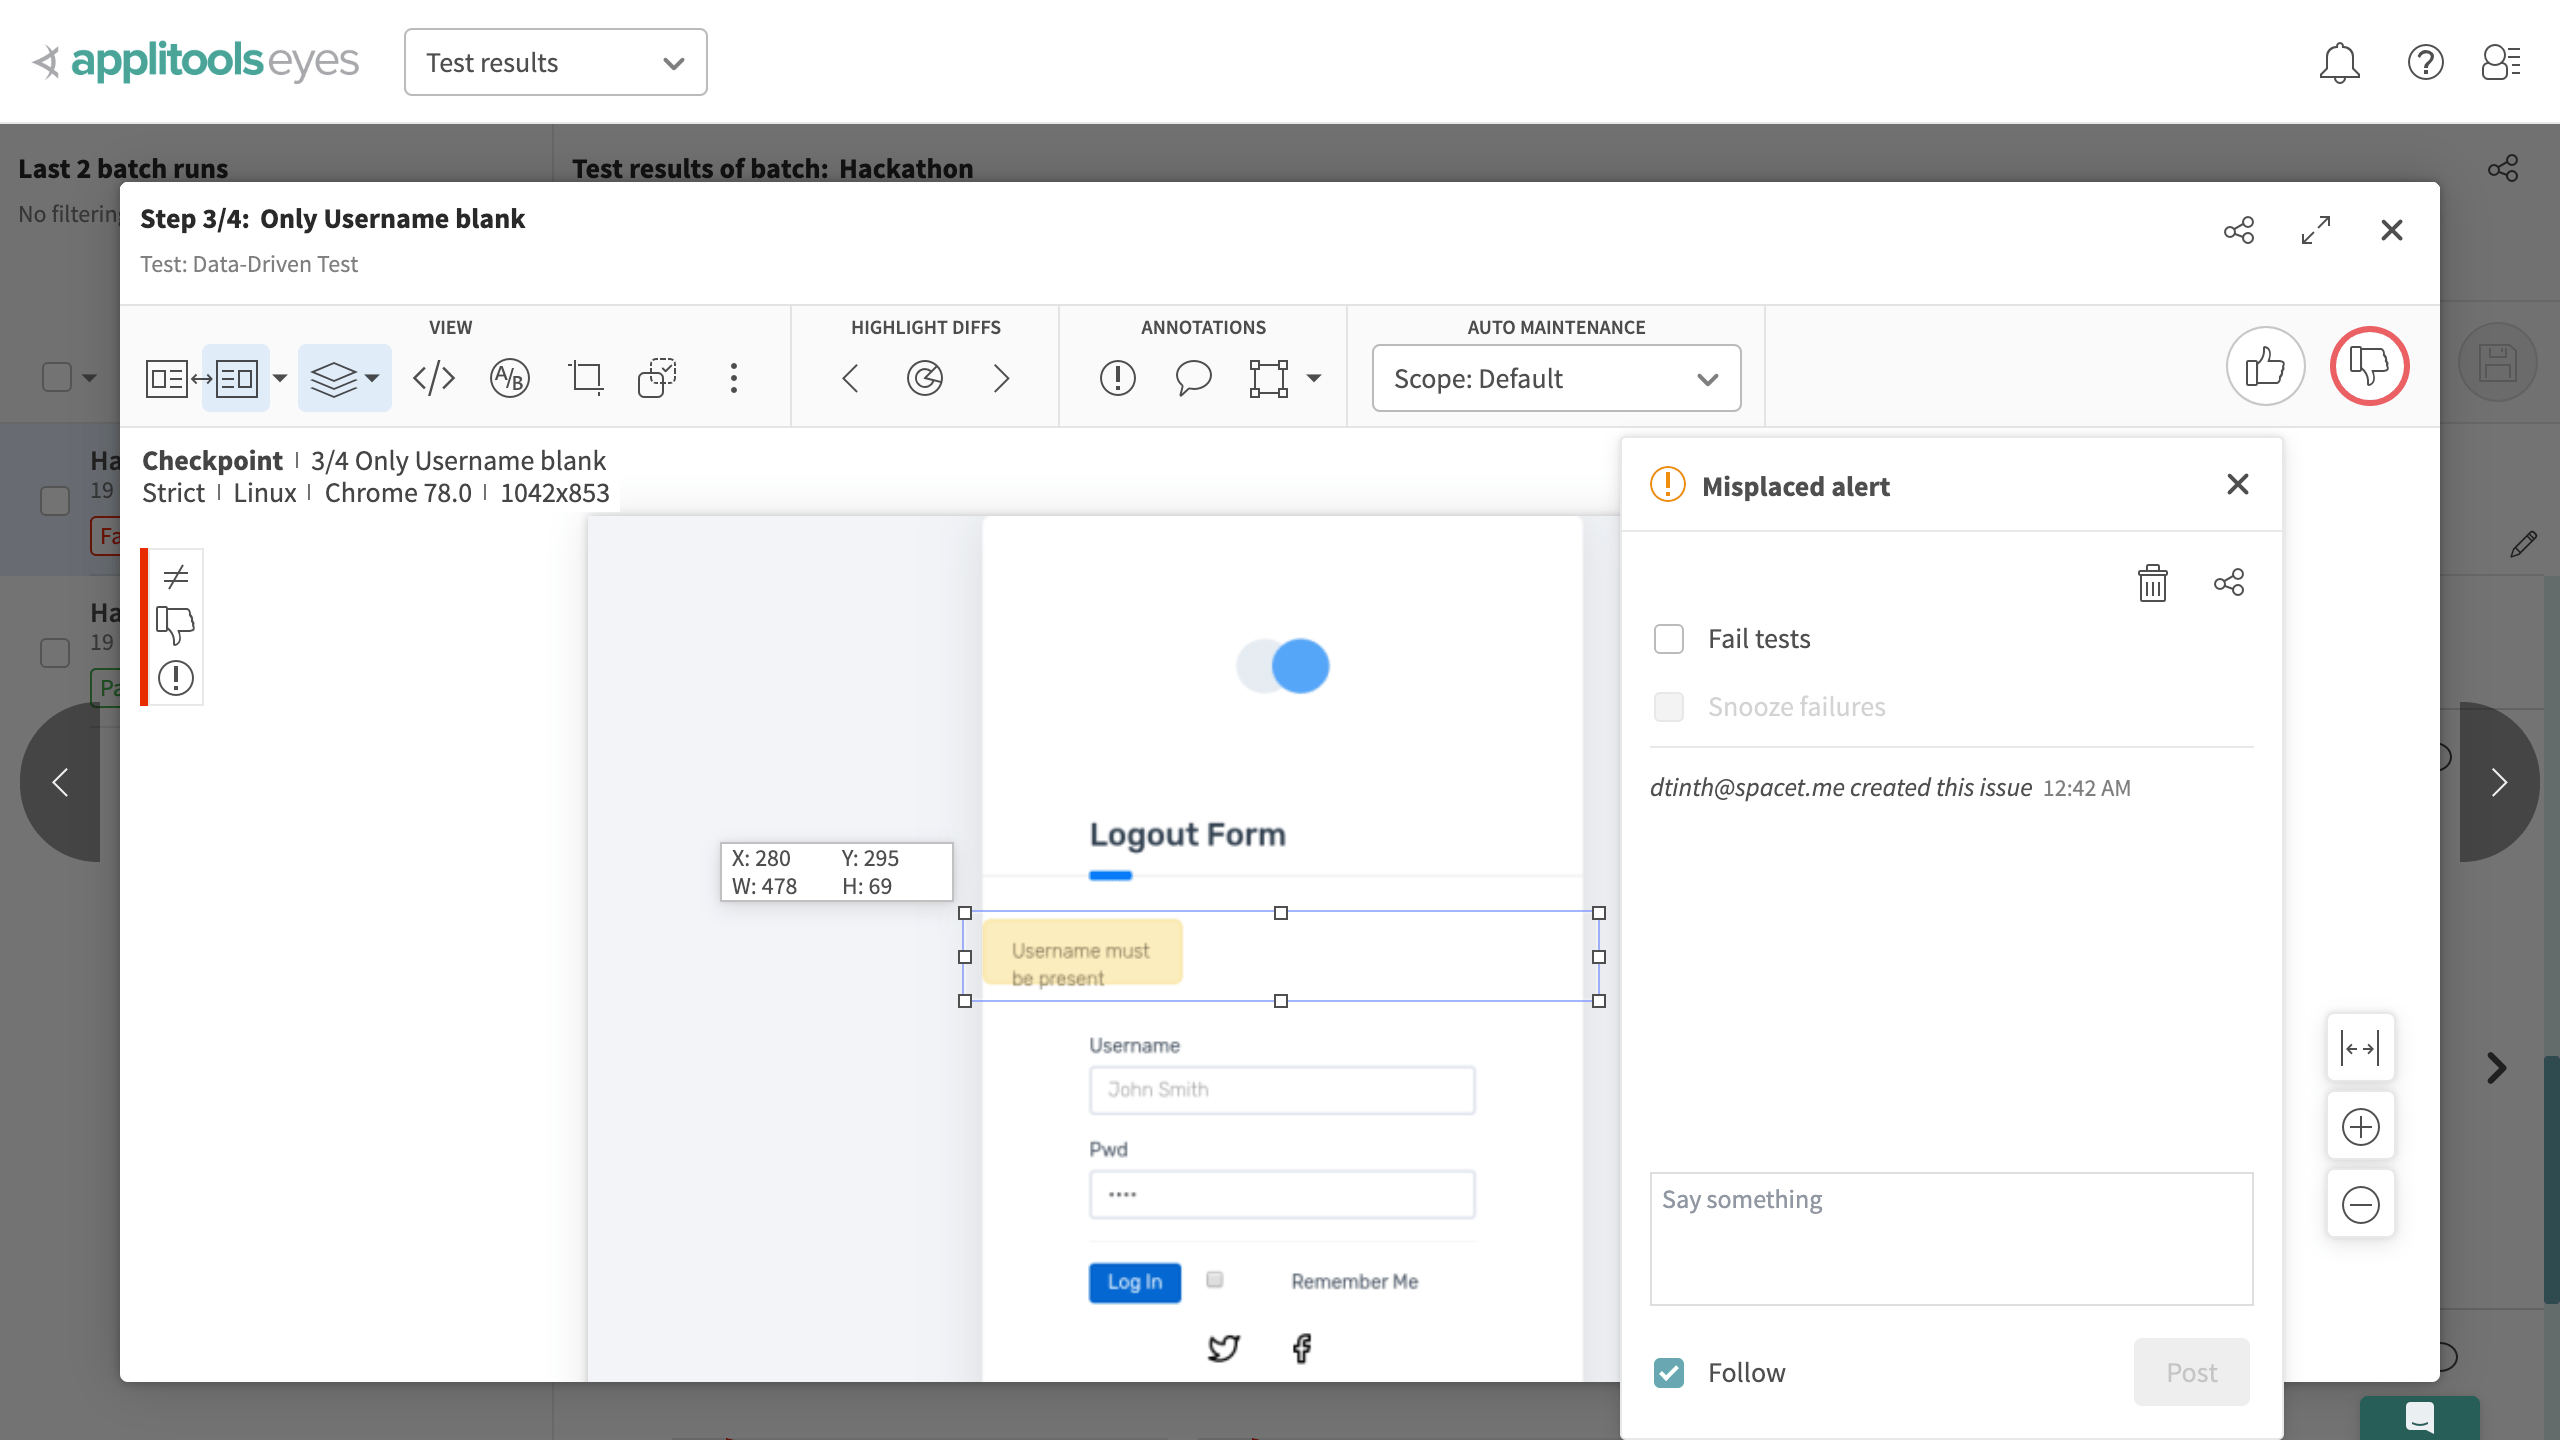 applitools eyes
Test results
Last 2 batch runs
Test results of batch: Hackathon
No filtering
Step 3/4: Only Username blank
Test: Data-Driven Test
VIEW
HIGHLIGHT DIFFS
ANNOTATIONS
AUTO MAINTENANCE
A/B
Scope: Default
Checkpoint | 3/4 Only Username blank
Strict | Linux | Chrome 78.0 | 1042x853
Ha
19
Fa
Ha
19
Pa
Misplaced alert
Fail tests
Snooze failures
dtinth@spacet.me created this issue 12:42 AM
Logout Form
X: 280 Y: 295
W: 478 H: 69
Username must
be present
Username
John Smith
Pwd
Log In
Remember Me
Say something
Follow
Post